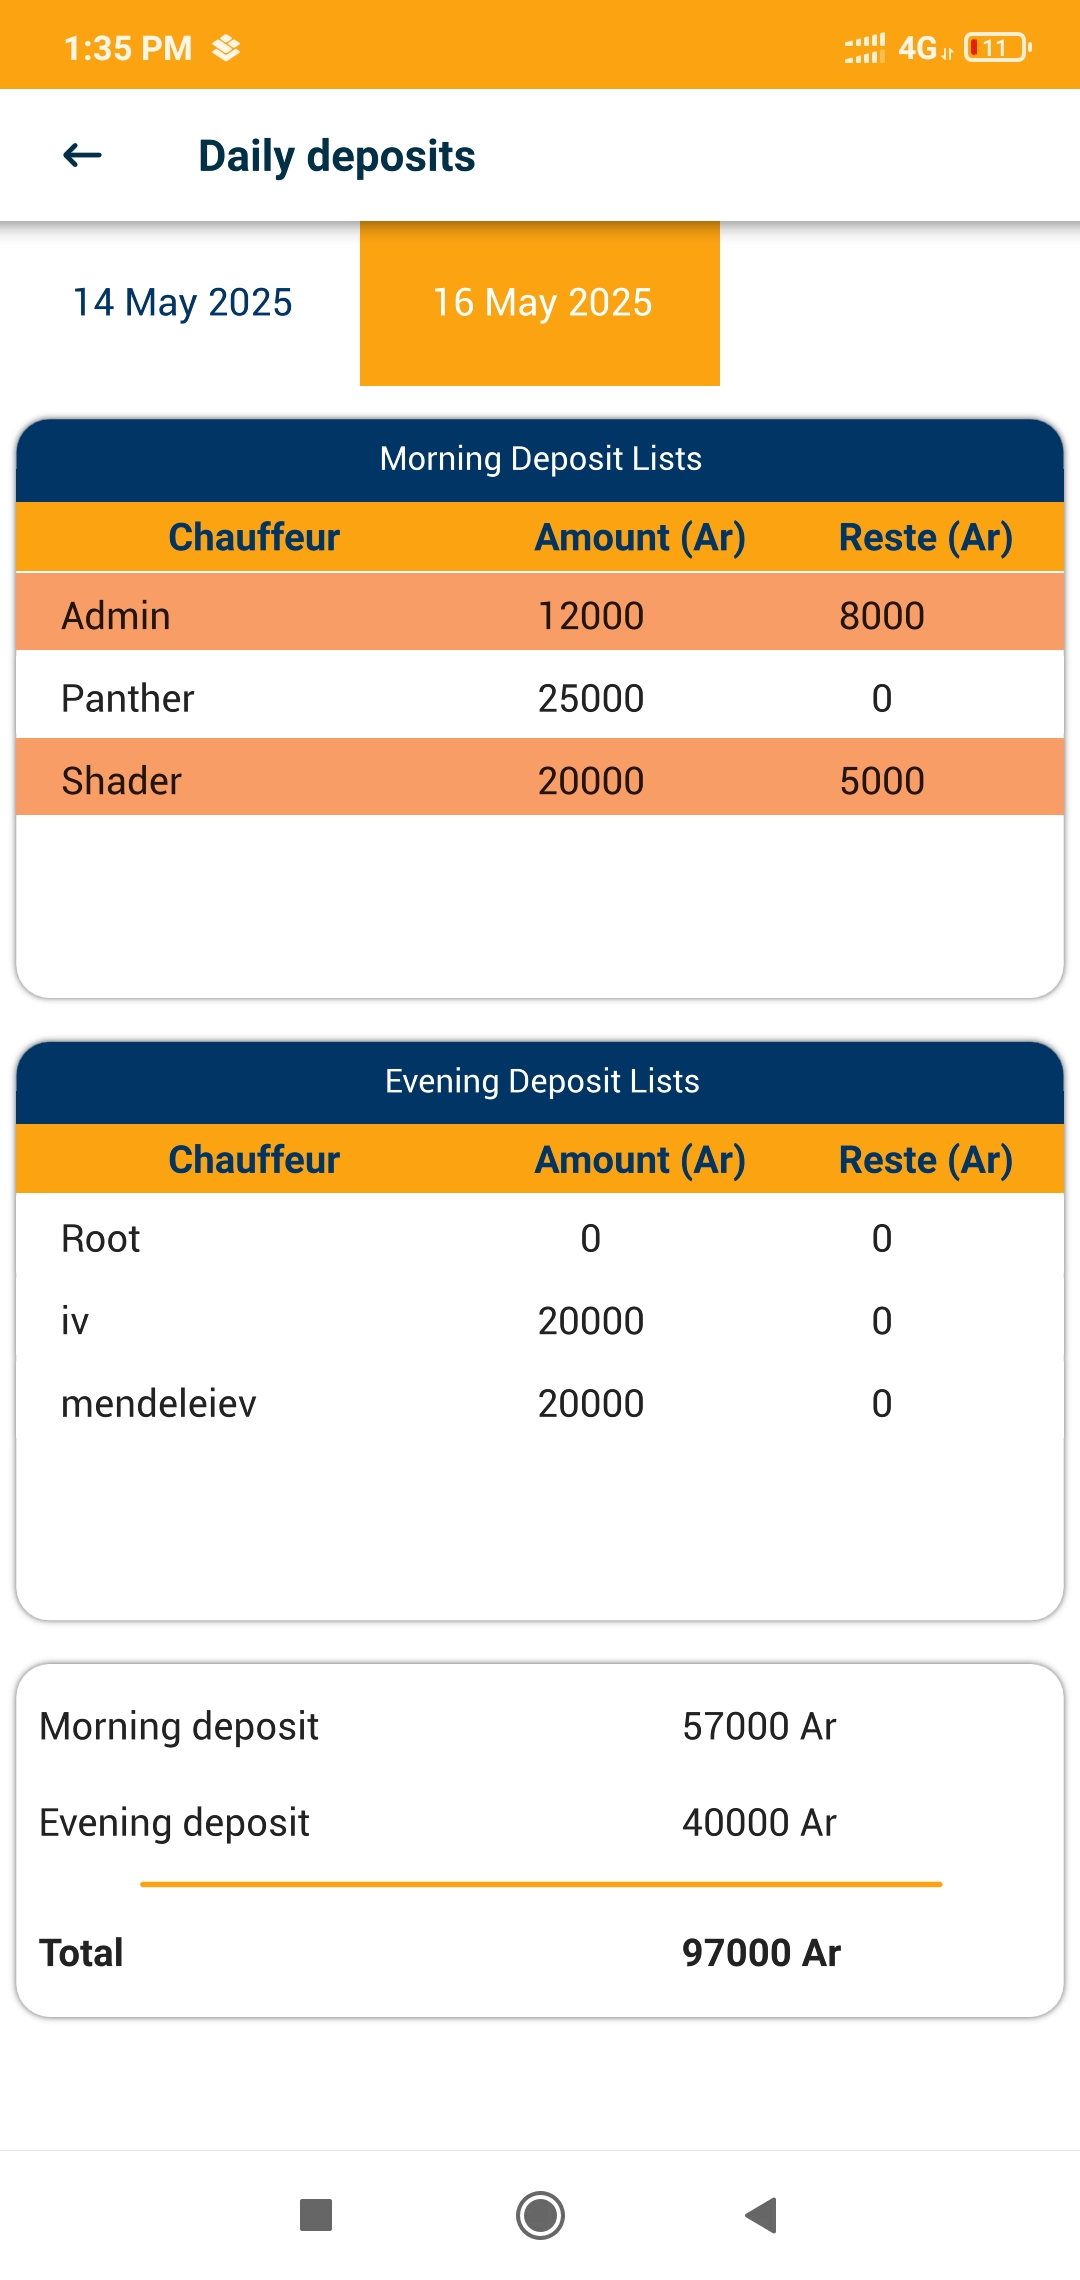 1:35 PM 4G 11
Daily deposits
14 May 2025 16 May 2025
Morning Deposit Lists
Chauffeur Amount (Ar) Reste (Ar)
Admin 12000 8000
Panther 25000 0
Shader 20000 5000
Evening Deposit Lists
Chauffeur Amount (Ar) Reste (Ar)
Root 0 0
iv 20000 0
mendeleiev 20000 0
Morning deposit 57000 Ar
Evening deposit 40000 Ar
Total 97000 Ar